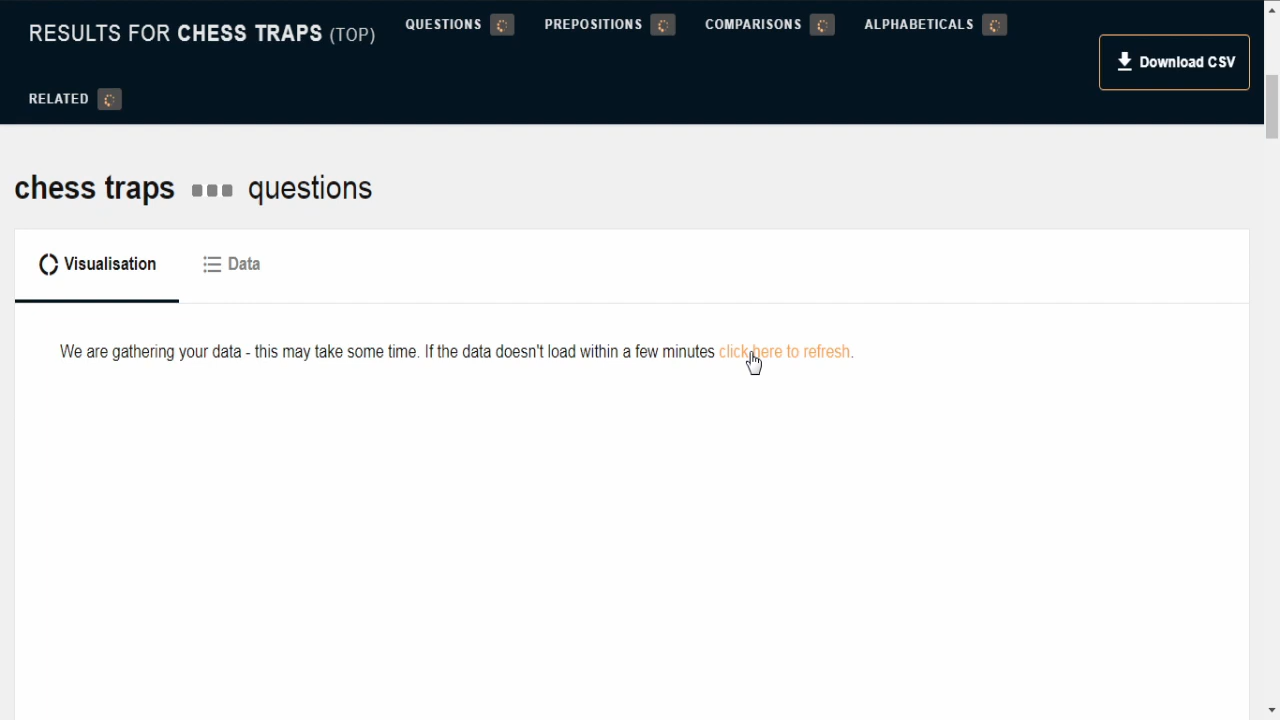 RESULTS FOR CHESS TRAPS (TOP)
QUESTIONS
PREPOSITIONS
COMPARISONS
ALPHABETICALS
Download CSV
RELATED
chess traps questions
Visualisation
Data
We are gathering your data - this may take some time. If the data doesn't load within a few minutes click here to refresh.